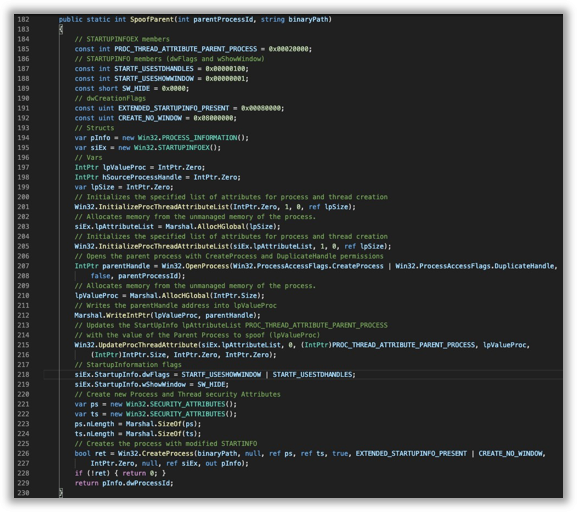 182 public static int SpoofParent(int parentProcessId, string binaryPath)
183 {
184 // STARTUPINFOEX members
185 const int PROC_THREAD_ATTRIBUTE_PARENT_PROCESS = 0x00020000;
186 // STARTUPINFO members (dwFlags and wShowWindow)
187 const int STARTF_USESTDHANDLES = 0x00000100;
188 const int STARTF_USESHOWWINDOW = 0x00000001;
189 const short SW_HIDE = 0x0000;
190 // dwCreationFlags
191 const uint EXTENDED_STARTUPINFO_PRESENT = 0x00080000;
192 const uint CREATE_NO_WINDOW = 0x08000000;
193 // Structs
194 var pInfo = new Win32.PROCESS_INFORMATION();
195 var siEx = new Win32.STARTUPINFOEX();
196 // Vars
197 IntPtr lpValueProc = IntPtr.Zero;
198 IntPtr hSourceProcessHandle = IntPtr.Zero;
199 var lpSize = IntPtr.Zero;
200 // Initializes the specified list of attributes for process and thread creation
201 Win32.InitializeProcThreadAttributeList(IntPtr.Zero, 1, 0, ref lpSize);
202 // Allocates memory from the unmanaged memory of the process.
203 siEx.lpAttributeList = Marshal.AllocHGlobal(lpSize);
204 // Initializes the specified list of attributes for process and thread creation
205 Win32.InitializeProcThreadAttributeList(siEx.lpAttributeList, 1, 0, ref lpSize);
206 // Opens the parent process with CreateProcess and DuplicateHandle permissions
207 IntPtr parentHandle = Win32.OpenProcess(Win32.ProcessAccessFlags.CreateProcess | Win32.ProcessAccessFlags.DuplicateHandle,
208 false, parentProcessId);
209 // Allocates memory from the unmanaged memory of the process.
210 lpValueProc = Marshal.AllocHGlobal(IntPtr.Size);
211 // Writes the parentHandle address into lpValueProc
212 Marshal.WriteIntPtr(lpValueProc, parentHandle);
213 // Updates the StartUpInfo lpAttributeList PROC_THREAD_ATTRIBUTE_PARENT_PROCESS
214 // with the value of the Parent Process to spoof (lpValueProc)
215 Win32.UpdateProcThreadAttribute(siEx.lpAttributeList, 0, (IntPtr)PROC_THREAD_ATTRIBUTE_PARENT_PROCESS, lpValueProc,
216 (IntPtr)IntPtr.Size, IntPtr.Zero, IntPtr.Zero);
217 // StartupInformation flags
218 siEx.StartupInfo.dwFlags = STARTF_USESHOWWINDOW | STARTF_USESTDHANDLES;
219 siEx.StartupInfo.wShowWindow = SW_HIDE;
220 // Create new Process and Thread security Attributes
221 var ps = new Win32.SECURITY_ATTRIBUTES();
222 var ts = new Win32.SECURITY_ATTRIBUTES();
223 ps.nLength = Marshal.SizeOf(ps);
224 ts.nLength = Marshal.SizeOf(ts);
225 // Creates the process with modified STARTINFO
226 bool ret = Win32.CreateProcess(binaryPath, null, ref ps, ref ts, true, EXTENDED_STARTUPINFO_PRESENT | CREATE_NO_WINDOW,
227 IntPtr.Zero, null, ref siEx, out pInfo);
228 if (!ret) { return 0; }
229 return pInfo.dwProcessId;
230 }